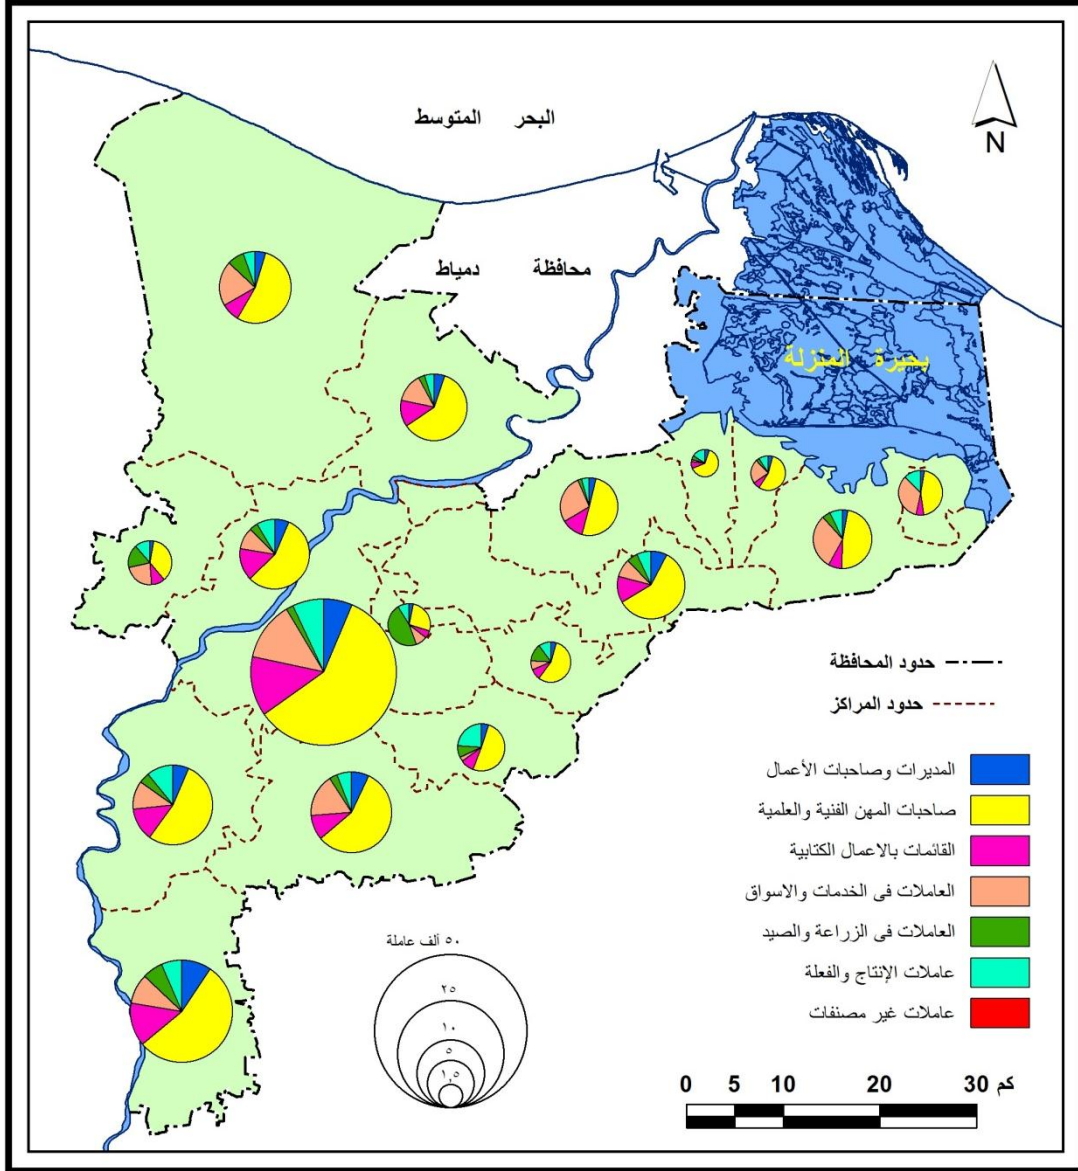 البحر المتوسط
N
محافظة دمياط
بحيرة المنزلة
حدود المحافظة
حدود المراكز
المديرات وصاحبات الأعمال
صاحبات المهن الفنية والعلمية
القائمات بالاعمال الكتابية
العاملات فى الخدمات والاسواق
العاملات فى الزراعة والصيد
عاملات الإنتاج والفعلة
عاملات غير مصنفات
٥٠ ألف عاملة
٢٥
١٠
٥
١,٥
0 5 10 20 30 كم